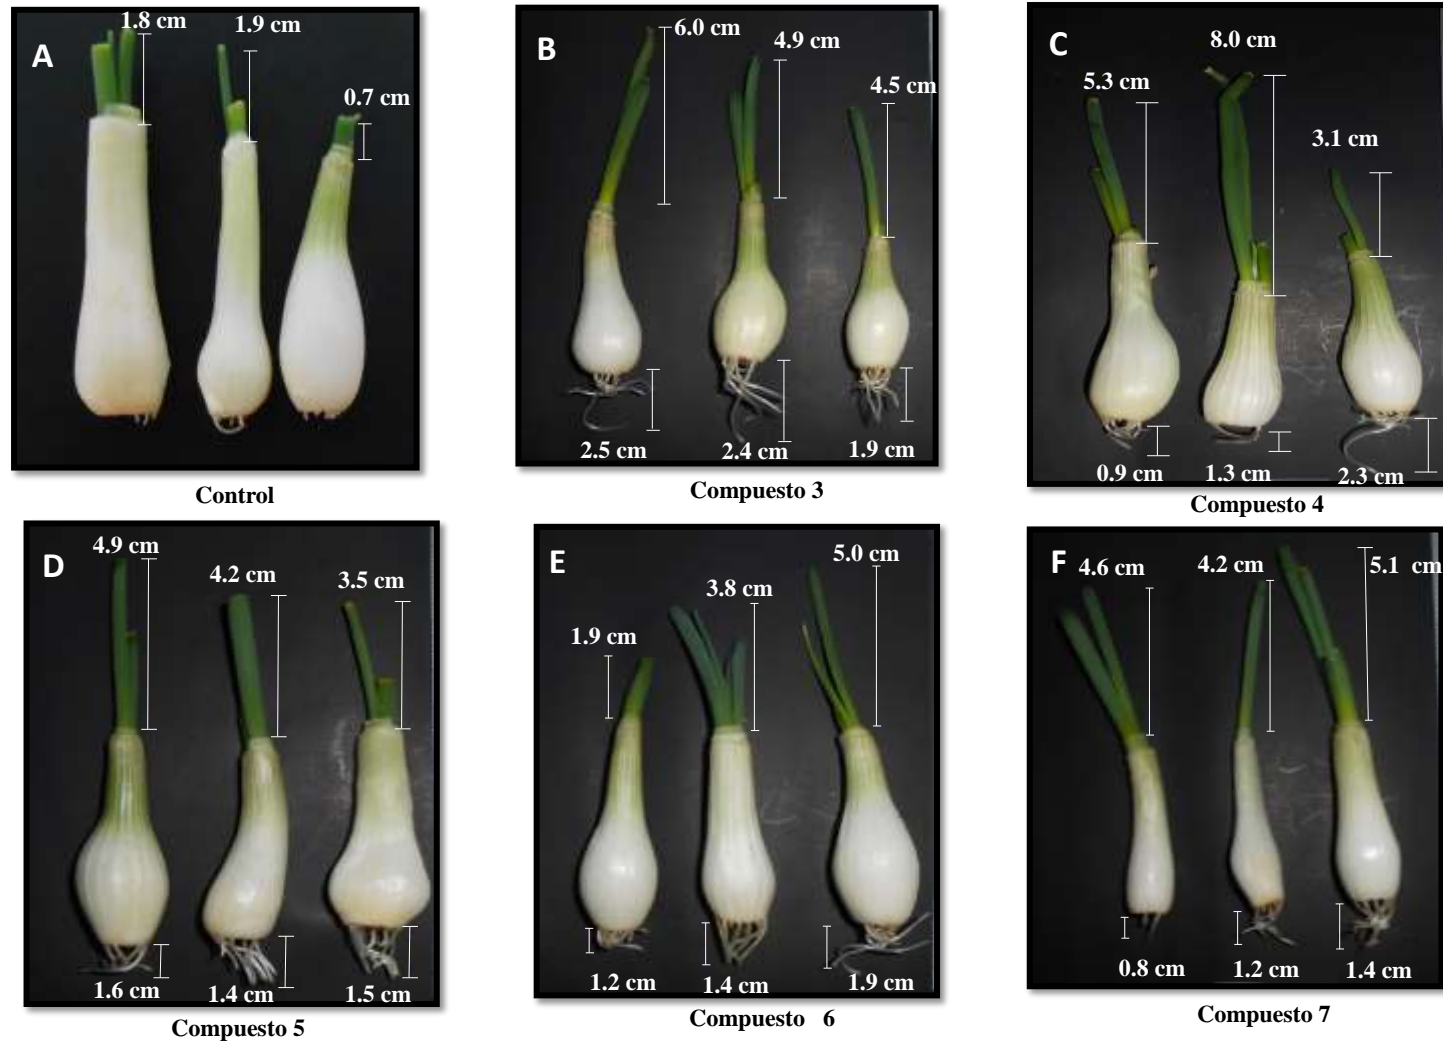 A
1.8 cm
1.9 cm
0.7 cm
Control
B
6.0 cm
4.9 cm
4.5 cm
2.5 cm
2.4 cm
1.9 cm
Compuesto 3
C
5.3 cm
8.0 cm
3.1 cm
0.9 cm
1.3 cm
2.3 cm
Compuesto 4
D
4.9 cm
4.2 cm
3.5 cm
1.6 cm
1.4 cm
1.5 cm
Compuesto 5
E
1.9 cm
3.8 cm
5.0 cm
1.2 cm
1.4 cm
1.9 cm
Compuesto 6
F
4.6 cm
4.2 cm
5.1 cm
0.8 cm
1.2 cm
1.4 cm
Compuesto 7